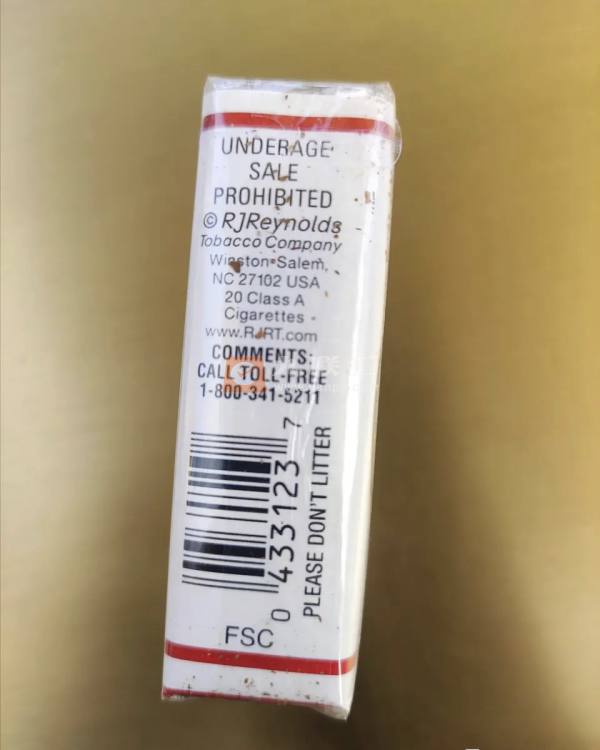 UNDERAGE
SALE
PROHIBITED
© RJReynolds
Tobacco Company
Winston-Salem,
NC 27102 USA
20 Class A
Cigarettes
www.RJRT.com
COMMENTS:
CALL TOLL-FREE
1-800-341-5211
0 433123 7
PLEASE DON'T LITTER
FSC